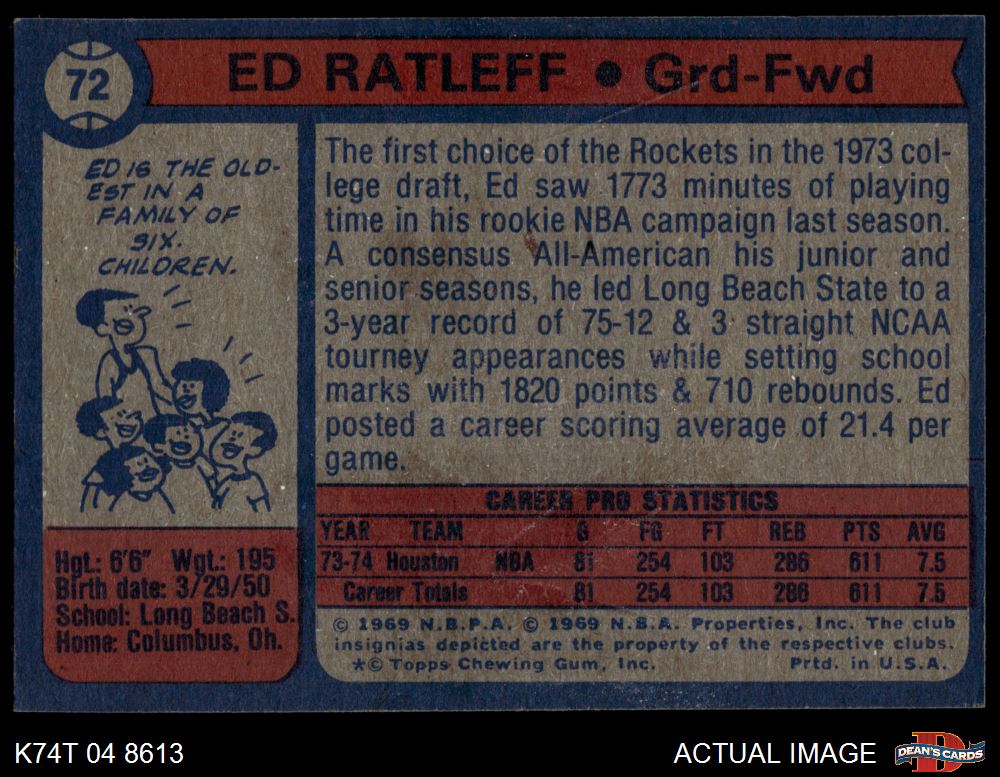 72
ED RATLEFF • Grd-Fwd
ED IS THE OLD-
EST IN A
FAMILY OF
SIX.
CHILDREN.
Hgt.: 6'6" Wgt.: 195
Birth date: 3/29/50
School: Long Beach S.
Home: Columbus, Oh.
The first choice of the Rockets in the 1973 col-
lege draft, Ed saw 1773 minutes of playing
time in his rookie NBA campaign last season.
A consensus All-American his junior and
senior seasons, he led Long Beach State to a
3-year record of 75-12 & 3 straight NCAA
tourney appearances while setting school
marks with 1820 points & 710 rebounds. Ed
posted a career scoring average of 21.4 per
game.
CAREER PRO STATISTICS
YEAR TEAM G FG FT REB PTS AVG
73-74 Houston NBA 81 254 103 286 611 7.5
Career Totals 81 254 103 286 611 7.5
© 1969 N.B.P.A. © 1969 N.B.A. Properties, Inc. The club
insignias depicted are the property of the respective clubs.
*© Topps Chewing Gum, Inc. Prtd. in U.S.A.
K74T 04 8613 ACTUAL IMAGE D DEAN'S CARDS